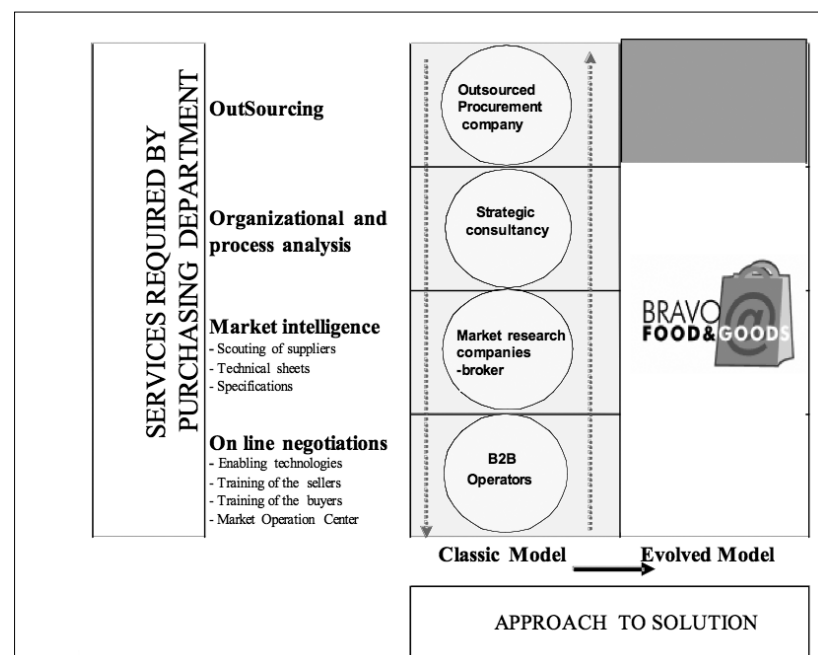 SERVICES REQUIRED BY
PURCHASING DEPARTMENT
OutSourcing
Organizational and
process analysis
Market intelligence
- Scouting of suppliers
- Technical sheets
- Specifications
On line negotiations
- Enabling technologies
- Training of the sellers
- Training of the buyers
- Market Operation Center
Outsourced
Procurement
company
Strategic
consultancy
Market research
companies
-broker
B2B
Operators
BRAVO
FOOD&GOODS
@
Classic Model
Evolved Model
APPROACH TO SOLUTION